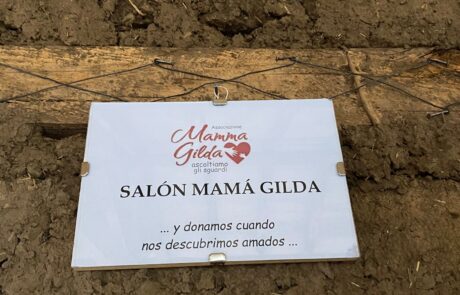 Associazione
Mamma
Gilda
ascoltiamo
gli sguardi
SALÓN MAMÁ GILDA
... y donamos cuando
nos descubrimos amados ...